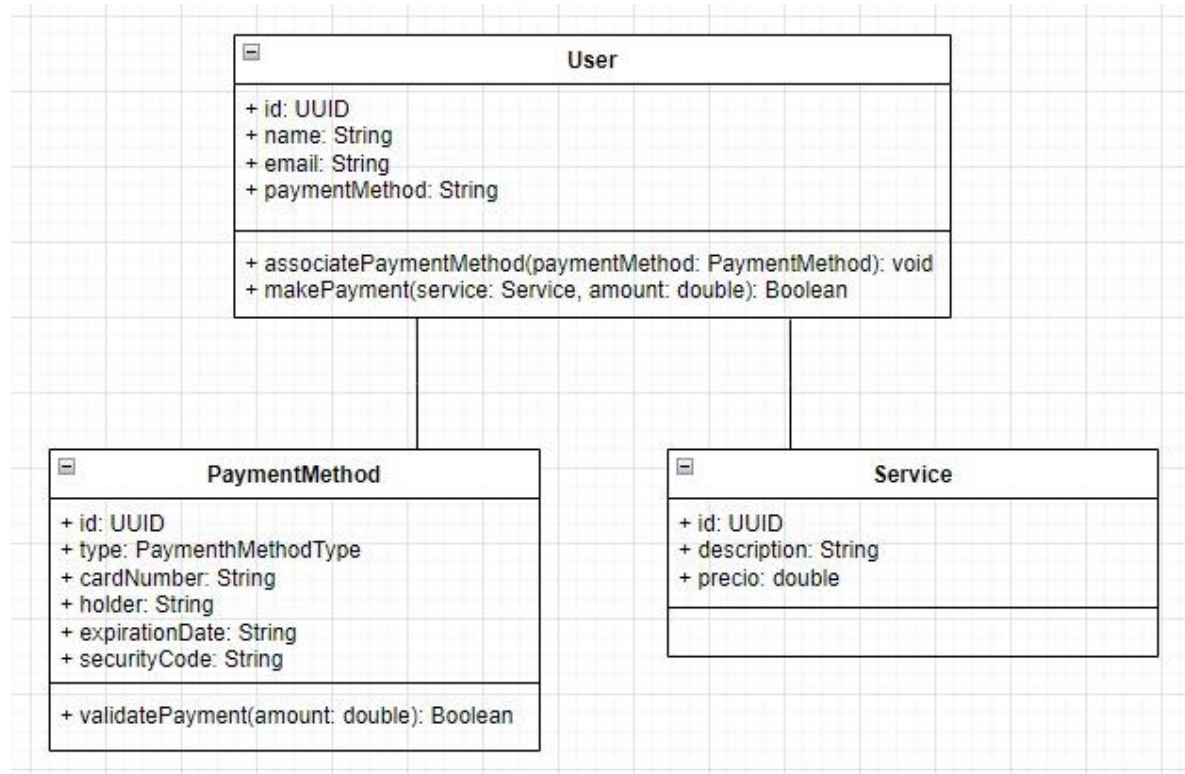 User
+ id: UUID
+ name: String
+ email: String
+ paymentMethod: String
+ associatePaymentMethod(paymentMethod: PaymentMethod): void
+ makePayment(service: Service, amount: double): Boolean
PaymentMethod
+ id: UUID
+ type: PaymenthMethodType
+ cardNumber: String
+ holder: String
+ expirationDate: String
+ securityCode: String
+ validatePayment(amount: double): Boolean
Service
+ id: UUID
+ description: String
+ precio: double